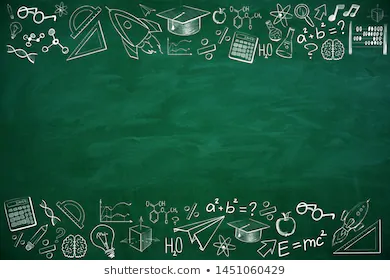 %
H₂O
a²+b²=?
?
a²+b²=?
%
%
H₂O
E=mc²
shutterstock.com • 1451060429